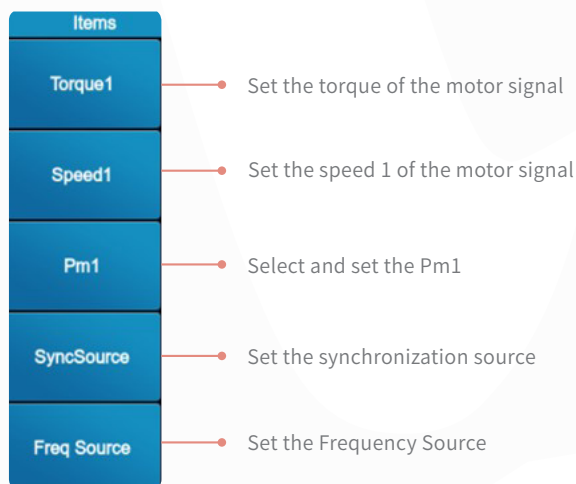 Items
Torque1
Set the torque of the motor signal
Speed1
Set the speed 1 of the motor signal
Pm1
Select and set the Pm1
SyncSource
Set the synchronization source
Freq Source
Set the Frequency Source